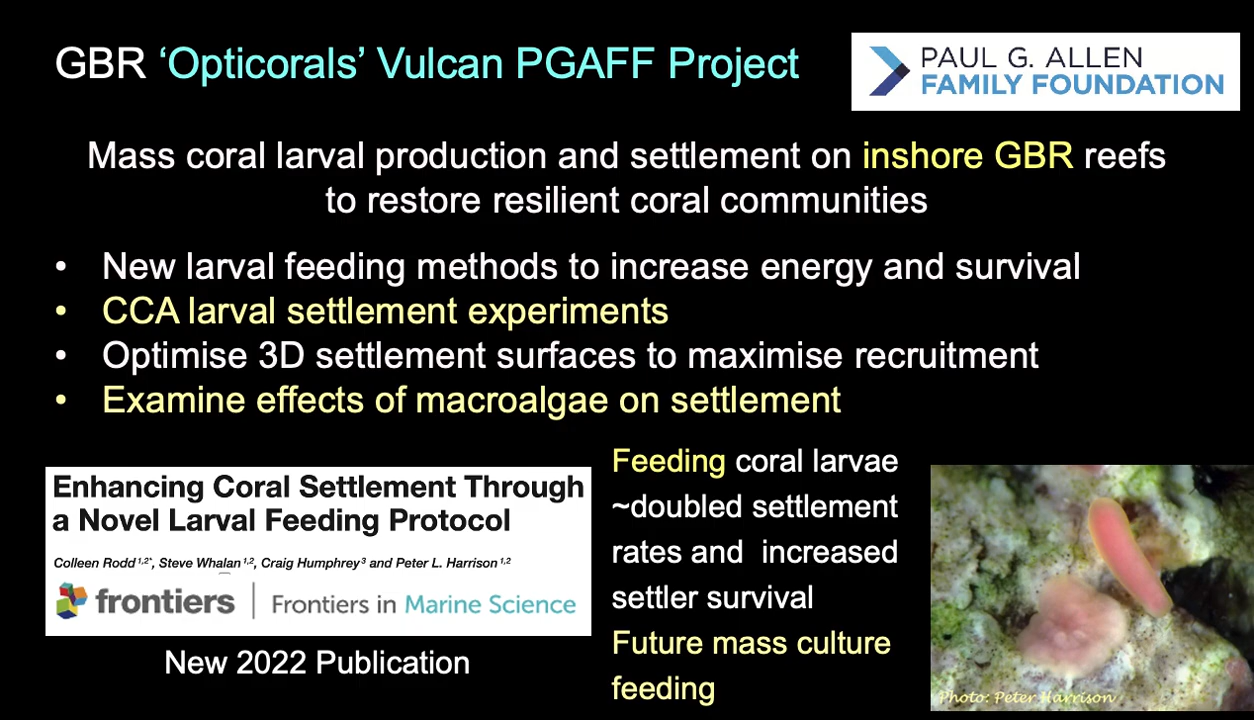 GBR ‘Opticorals’ Vulcan PGAFF Project
PAUL G. ALLEN
FAMILY FOUNDATION
Mass coral larval production and settlement on inshore GBR reefs
to restore resilient coral communities
• New larval feeding methods to increase energy and survival
• CCA larval settlement experiments
• Optimise 3D settlement surfaces to maximise recruitment
• Examine effects of macroalgae on settlement
Enhancing Coral Settlement Through
a Novel Larval Feeding Protocol
Colleen Rodd 1,2*, Steve Whalan 1,2, Craig Humphrey 3 and Peter L. Harrison 1,2
frontiers | Frontiers in Marine Science
New 2022 Publication
Feeding coral larvae
~doubled settlement
rates and increased
settler survival
Future mass culture
feeding
Photo: Peter Harrison